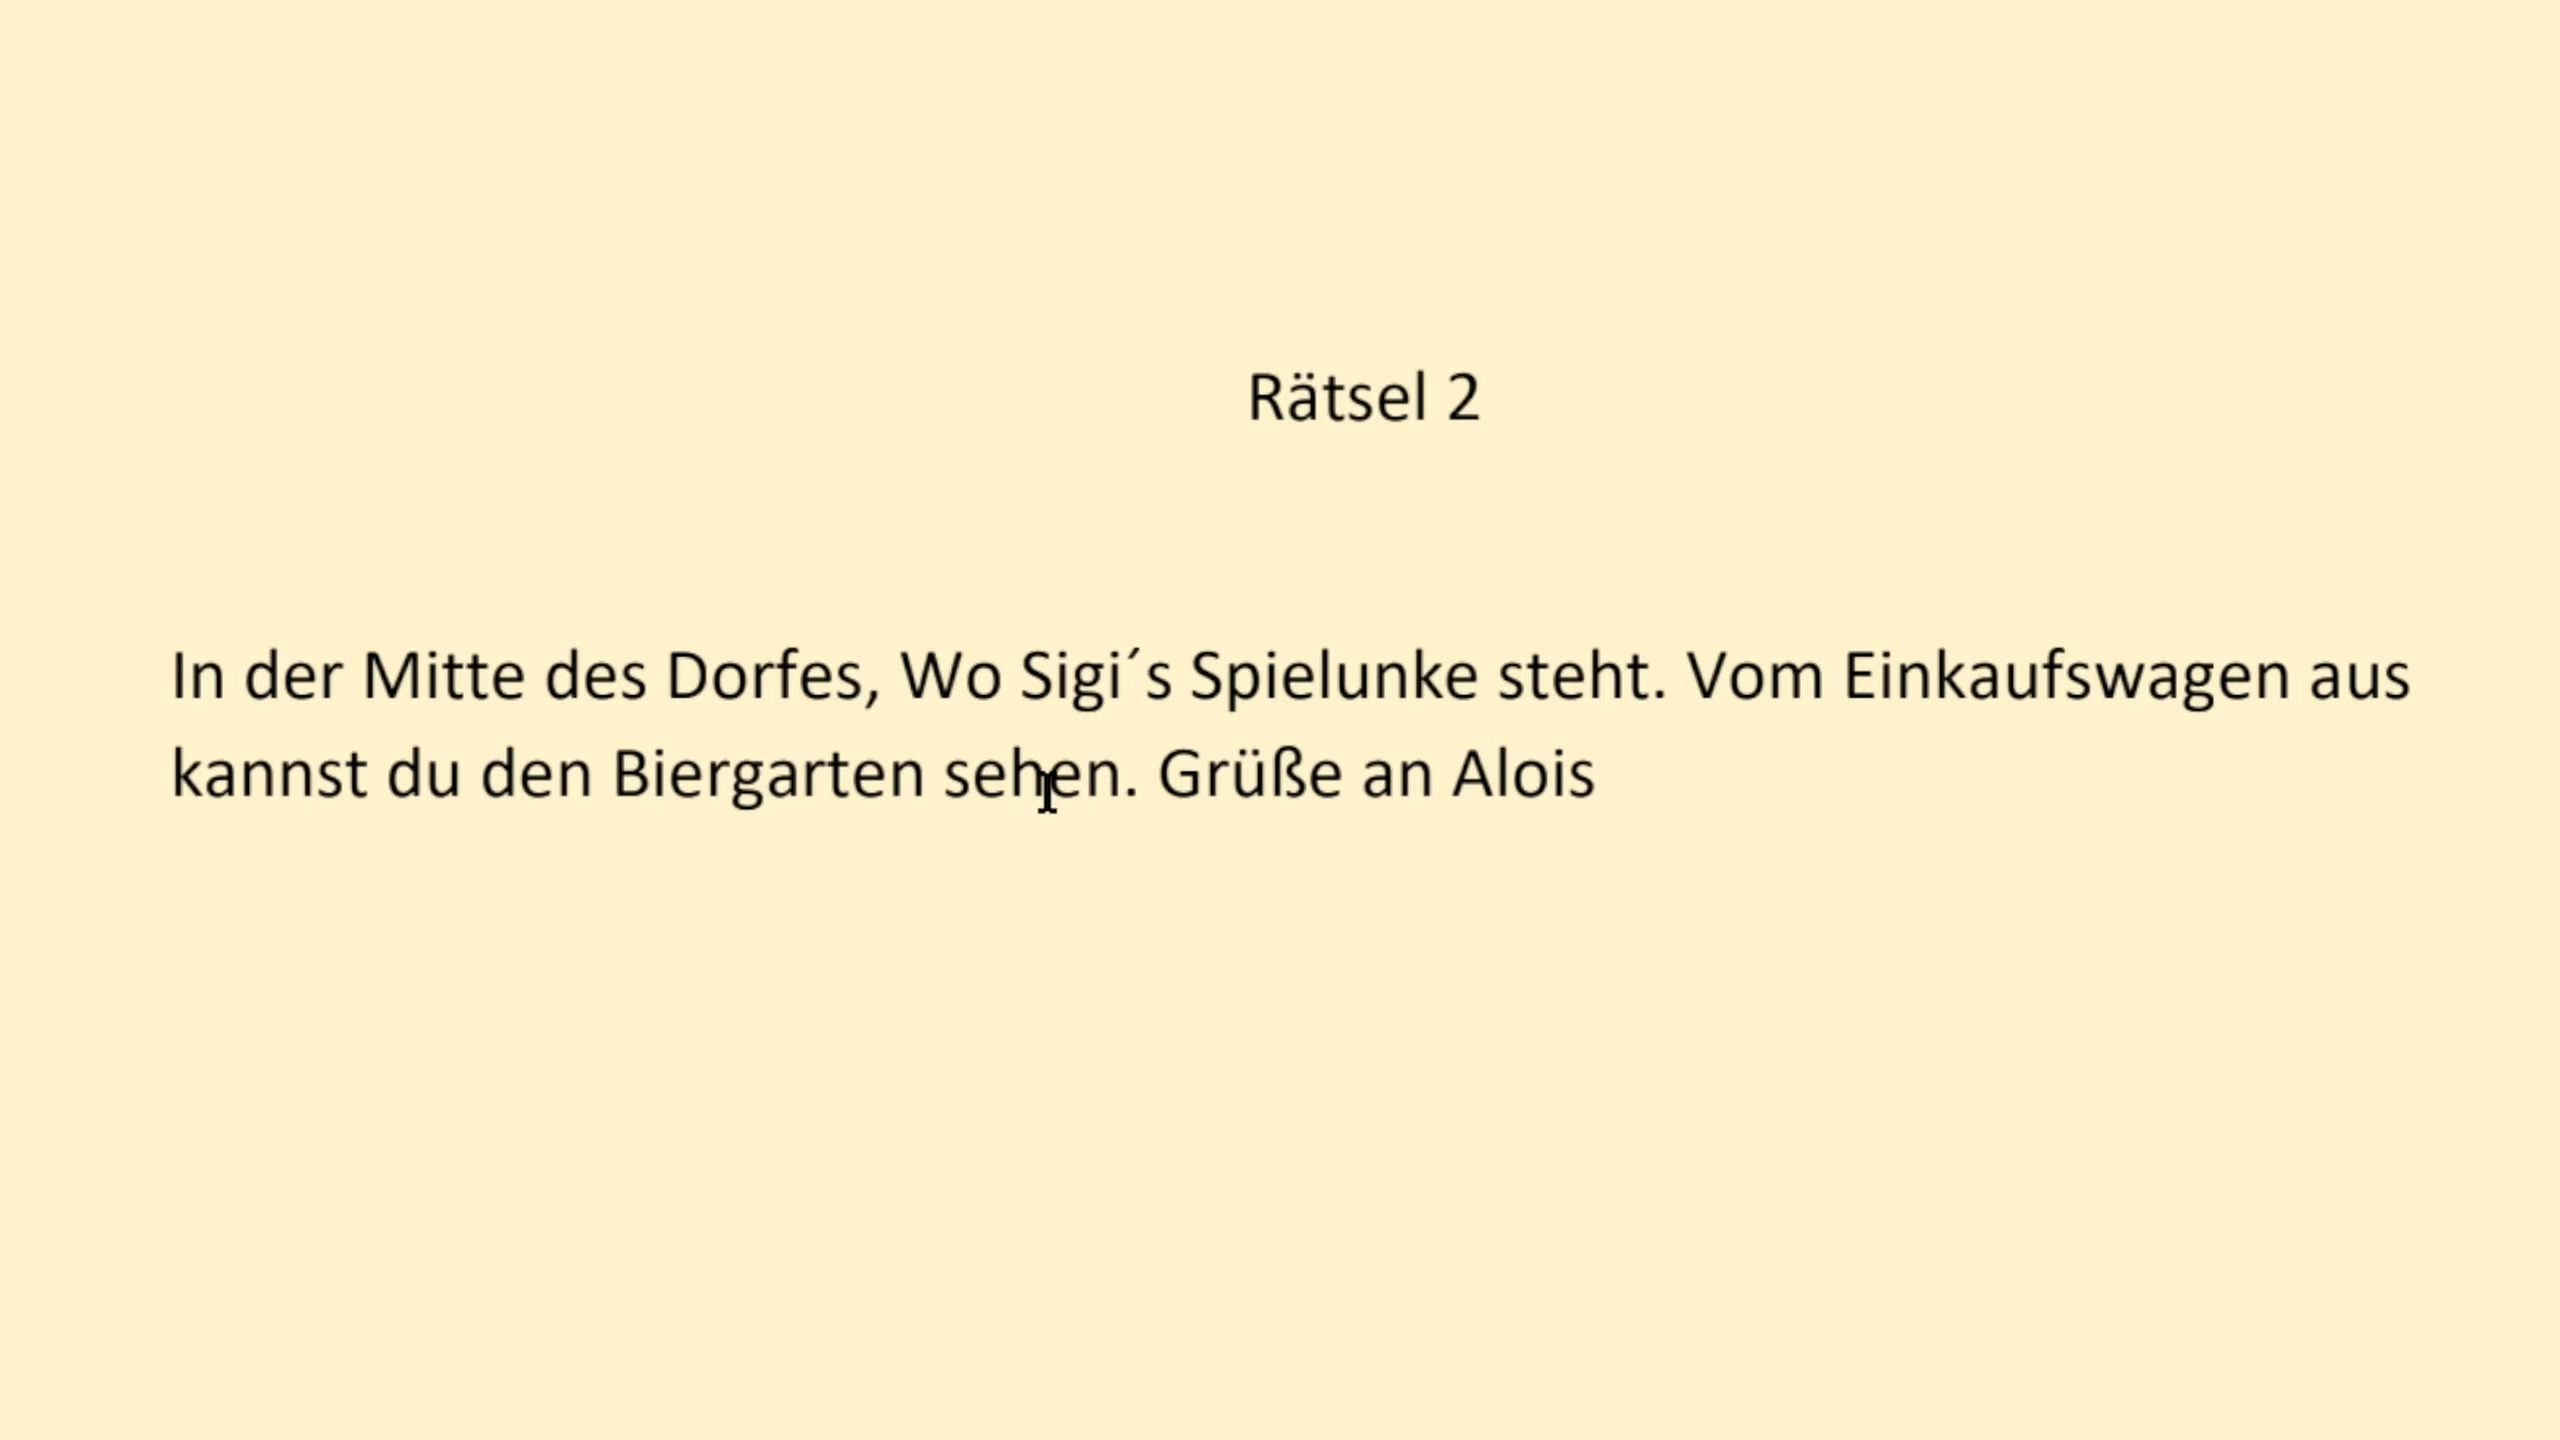 Rätsel 2
In der Mitte des Dorfes, Wo Sigi´s Spielunke steht. Vom Einkaufswagen aus
kannst du den Biergarten sehen. Grüße an Alois